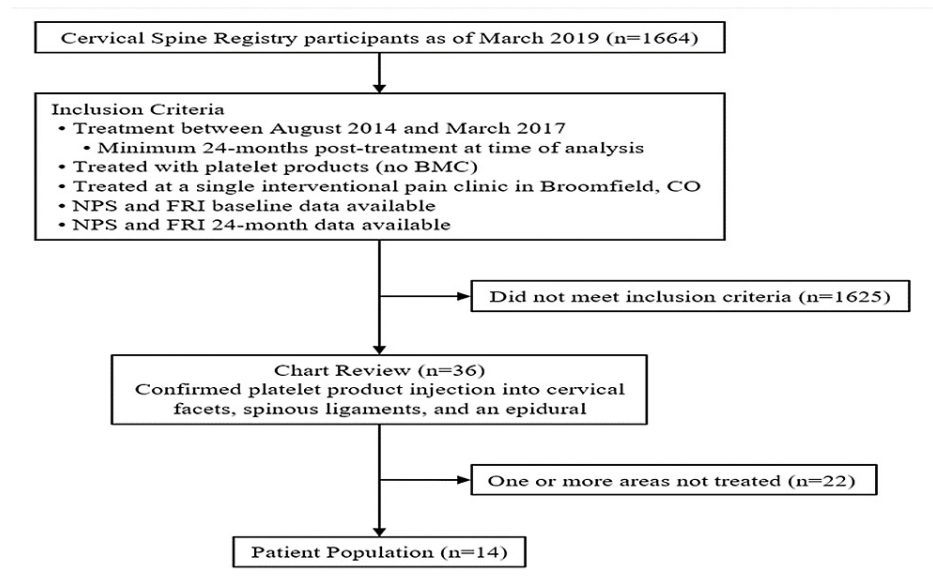 Cervical Spine Registry participants as of March 2019 (n=1664)
Inclusion Criteria
• Treatment between August 2014 and March 2017
• Minimum 24-months post-treatment at time of analysis
• Treated with platelet products (no BMC)
• Treated at a single interventional pain clinic in Broomfield, CO
• NPS and FRI baseline data available
• NPS and FRI 24-month data available
Did not meet inclusion criteria (n=1625)
Chart Review (n=36)
Confirmed platelet product injection into cervical
facets, spinous ligaments, and an epidural
One or more areas not treated (n=22)
Patient Population (n=14)